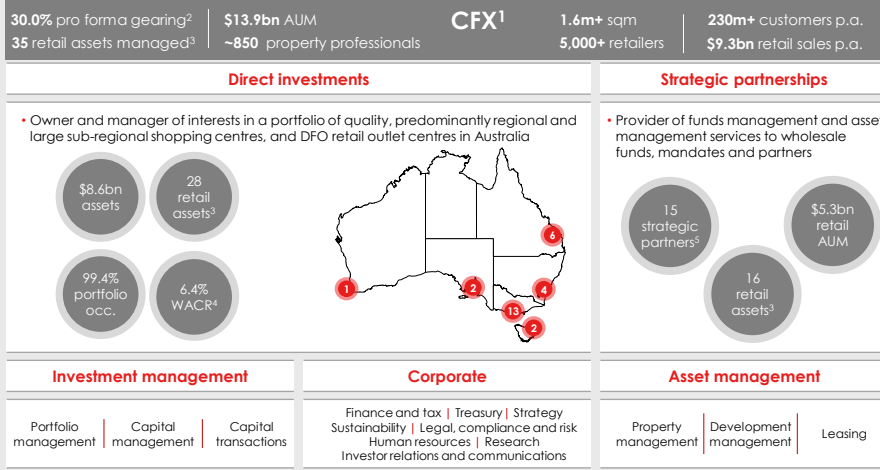 30.0% pro forma gearing2
35 retail assets managed3
$13.9bn AUM
~850 property professionals
CFX1
1.6m+ sqm
5,000+ retailers
230m+ customers p.a.
$9.3bn retail sales p.a.
Direct investments
• Owner and manager of interests in a portfolio of quality, predominantly regional and
large sub-regional shopping centres, and DFO retail outlet centres in Australia
$8.6bn
assets
28
retail
assets3
99.4%
portfolio
occ.
6.4%
WACR4
6
1
2
4
13
2
Strategic partnerships
• Provider of funds management and asse
management services to wholesale
funds, mandates and partners
15
strategic
partners5
$5.3bn
retail
AUM
16
retail
assets3
Investment management
Portfolio
management
Capital
management
Capital
transactions
Corporate
Finance and tax | Treasury | Strategy
Sustainability | Legal, compliance and risk
Human resources | Research
Investor relations and communications
Asset management
Property
management
Development
management
Leasing